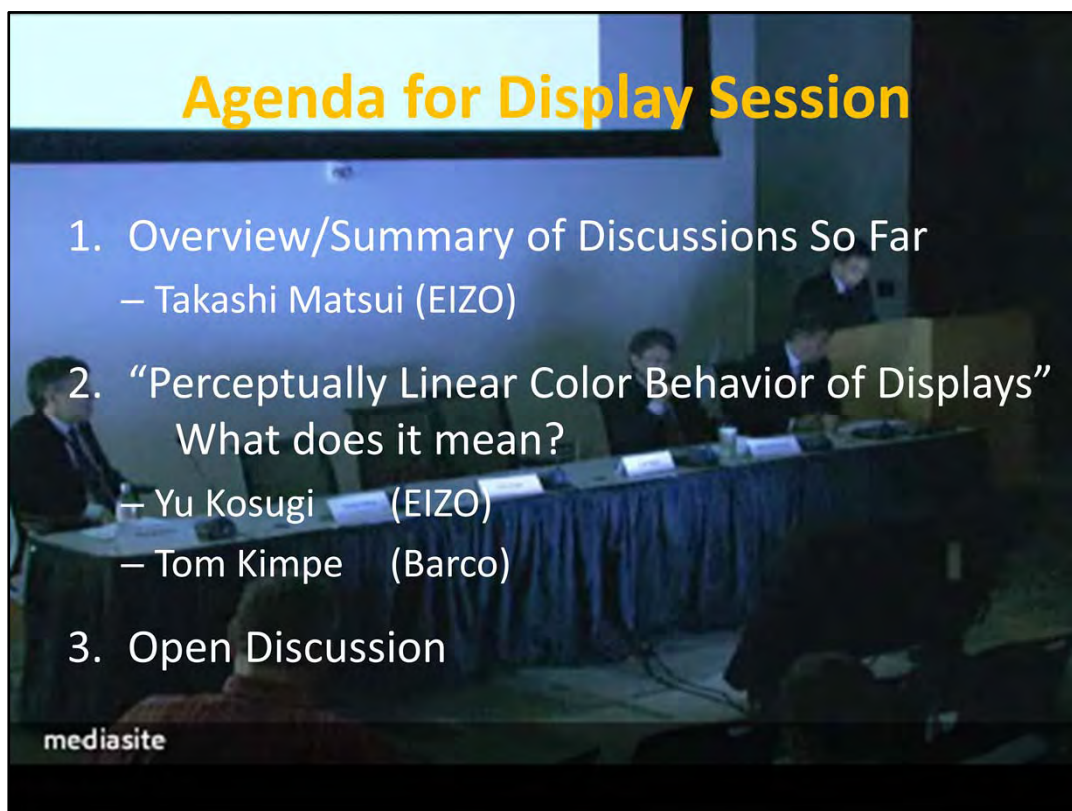 Agenda for Display Session
1. Overview/Summary of Discussions So Far
– Takashi Matsui (EIZO)
2. “Perceptually Linear Color Behavior of Displays”
What does it mean?
– Yu Kosugi (EIZO)
– Tom Kimpe (Barco)
3. Open Discussion
mediasite